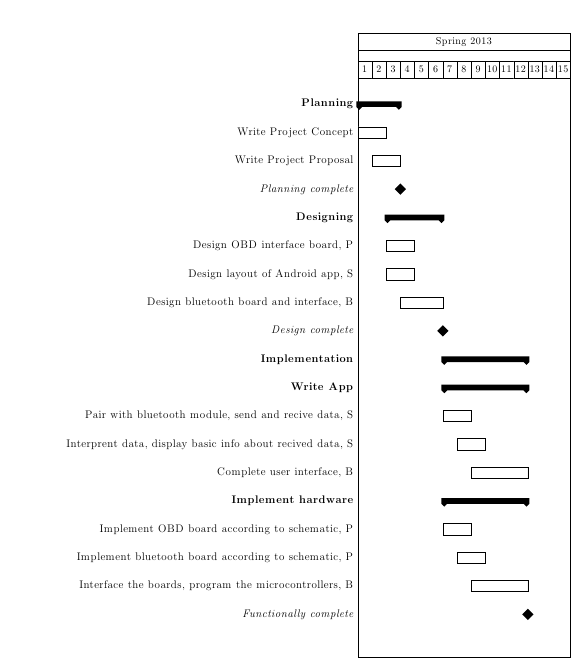 Spring 2013
1 2 3 4 5 6 7 8 9 10 11 12 13 14 15
Planning
Write Project Concept
Write Project Proposal
Planning complete
Designing
Design OBD interface board, P
Design layout of Android app, S
Design bluetooth board and interface, B
Design complete
Implementation
Write App
Pair with bluetooth module, send and recive data, S
Interprent data, display basic info about recived data, S
Complete user interface, B
Implement hardware
Implement OBD board according to schematic, P
Implement bluetooth board according to schematic, P
Interface the boards, program the microcontrollers, B
Functionally complete